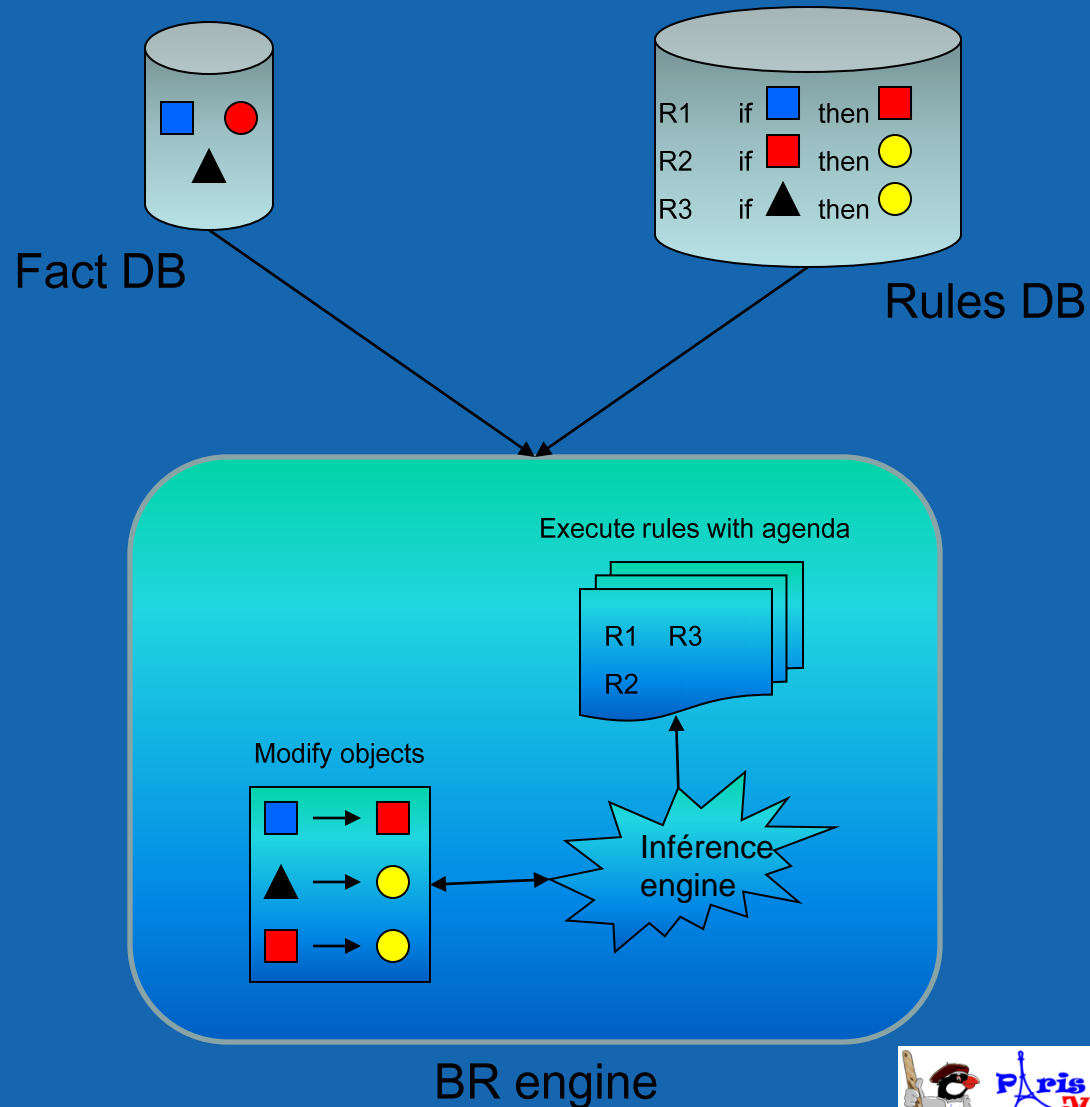 R1 if then
R2 if then
R3 if then
Fact DB
Rules DB
Execute rules with agenda
R1 R3
R2
Modify objects
Inférence
engine
BR engine
Paris